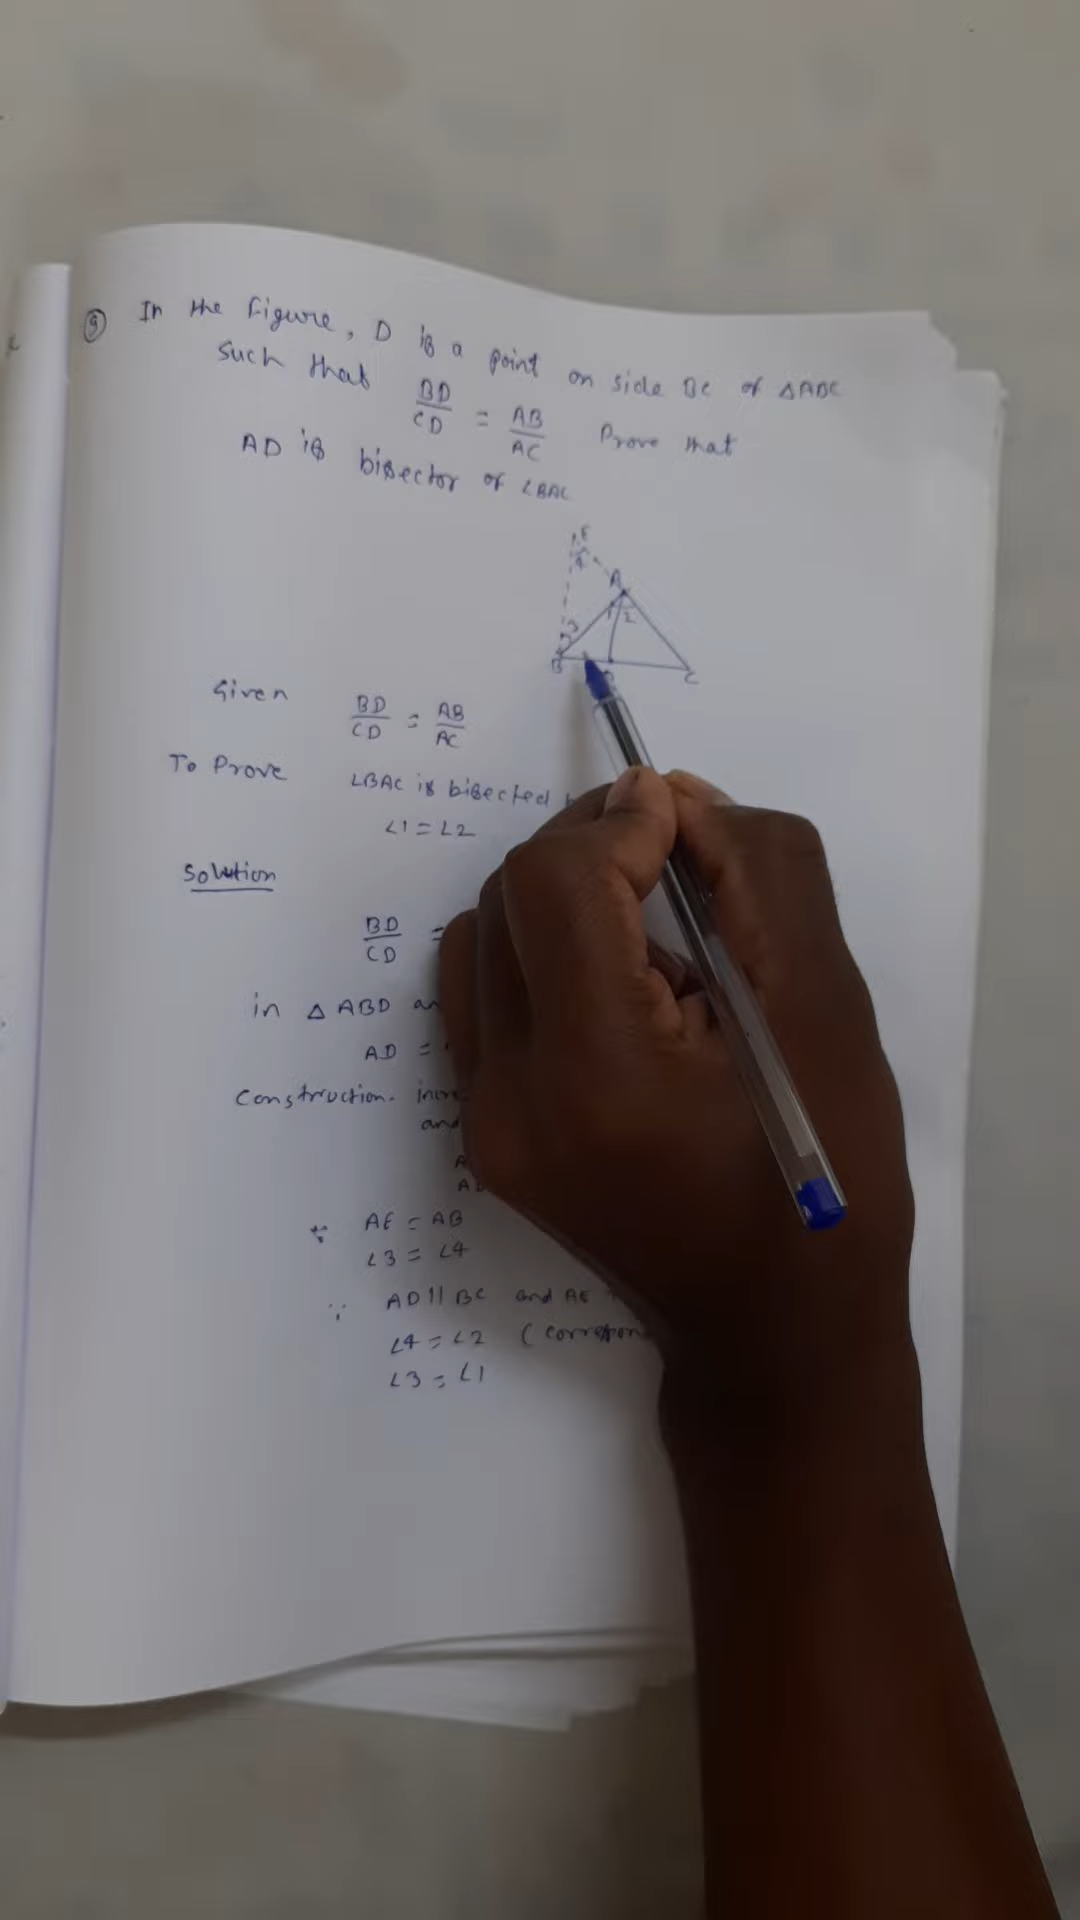 9 In the figure, D is a point on side BC of △ABC
such that BD/CD = AB/AC Prove that
AD is bisector of ∠BAC
E
4
A
1 2
3
B
C
Given BD/CD = AB/AC
To Prove ∠BAC is bisected
∠1 = ∠2
Solution
BD/CD =
in △ ABD
AD =
Construction.
and
AE = AB
∠3 = ∠4
∵ AD || BC and AE
∠4 = ∠2 (
∠3 = ∠1